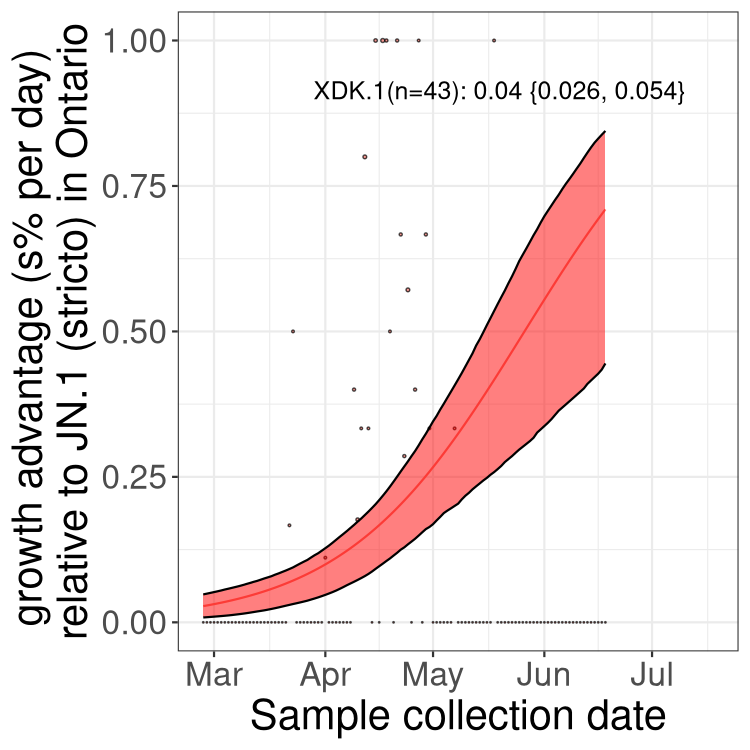 growth advantage (s% per day)
relative to JN.1 (stricto) in Ontario
1.00
0.75
0.50
0.25
0.00
XDK.1(n=43): 0.04 {0.026, 0.054}
Mar Apr May Jun Jul
Sample collection date